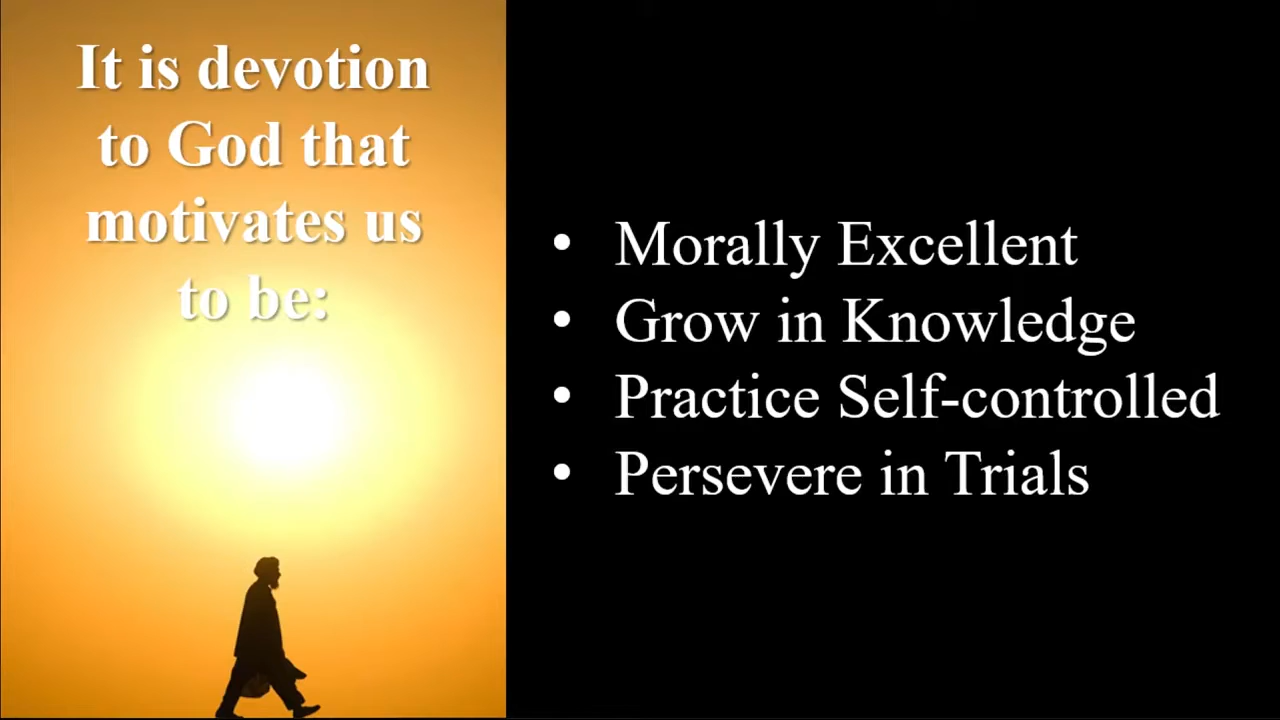 It is devotion
to God that
motivates us
to be:
• Morally Excellent
• Grow in Knowledge
• Practice Self-controlled
• Persevere in Trials